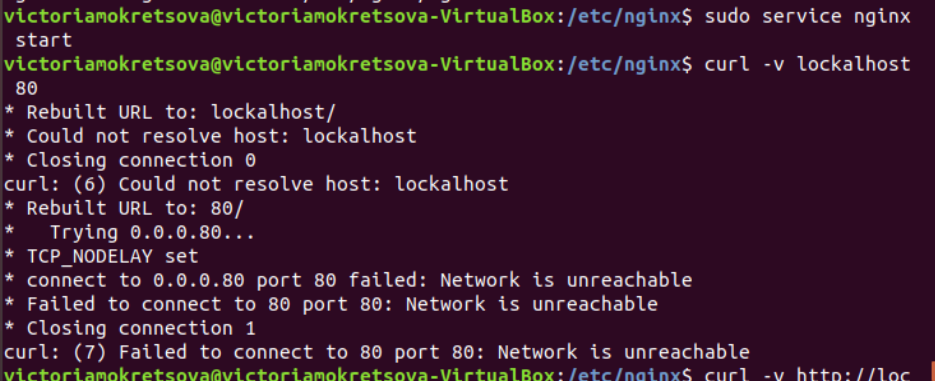 victoriamokretsova@victoriamokretsova-VirtualBox:/etc/nginx$ sudo service nginx
start
victoriamokretsova@victoriamokretsova-VirtualBox:/etc/nginx$ curl -v lockalhost
80
* Rebuilt URL to: lockalhost/
* Could not resolve host: lockalhost
* Closing connection 0
curl: (6) Could not resolve host: lockalhost
* Rebuilt URL to: 80/
*   Trying 0.0.0.80...
* TCP_NODELAY set
* connect to 0.0.0.80 port 80 failed: Network is unreachable
* Failed to connect to 80 port 80: Network is unreachable
* Closing connection 1
curl: (7) Failed to connect to 80 port 80: Network is unreachable
victoriamokretsova@victoriamokretsova-VirtualBox:/etc/nginx$ curl -v http://loc